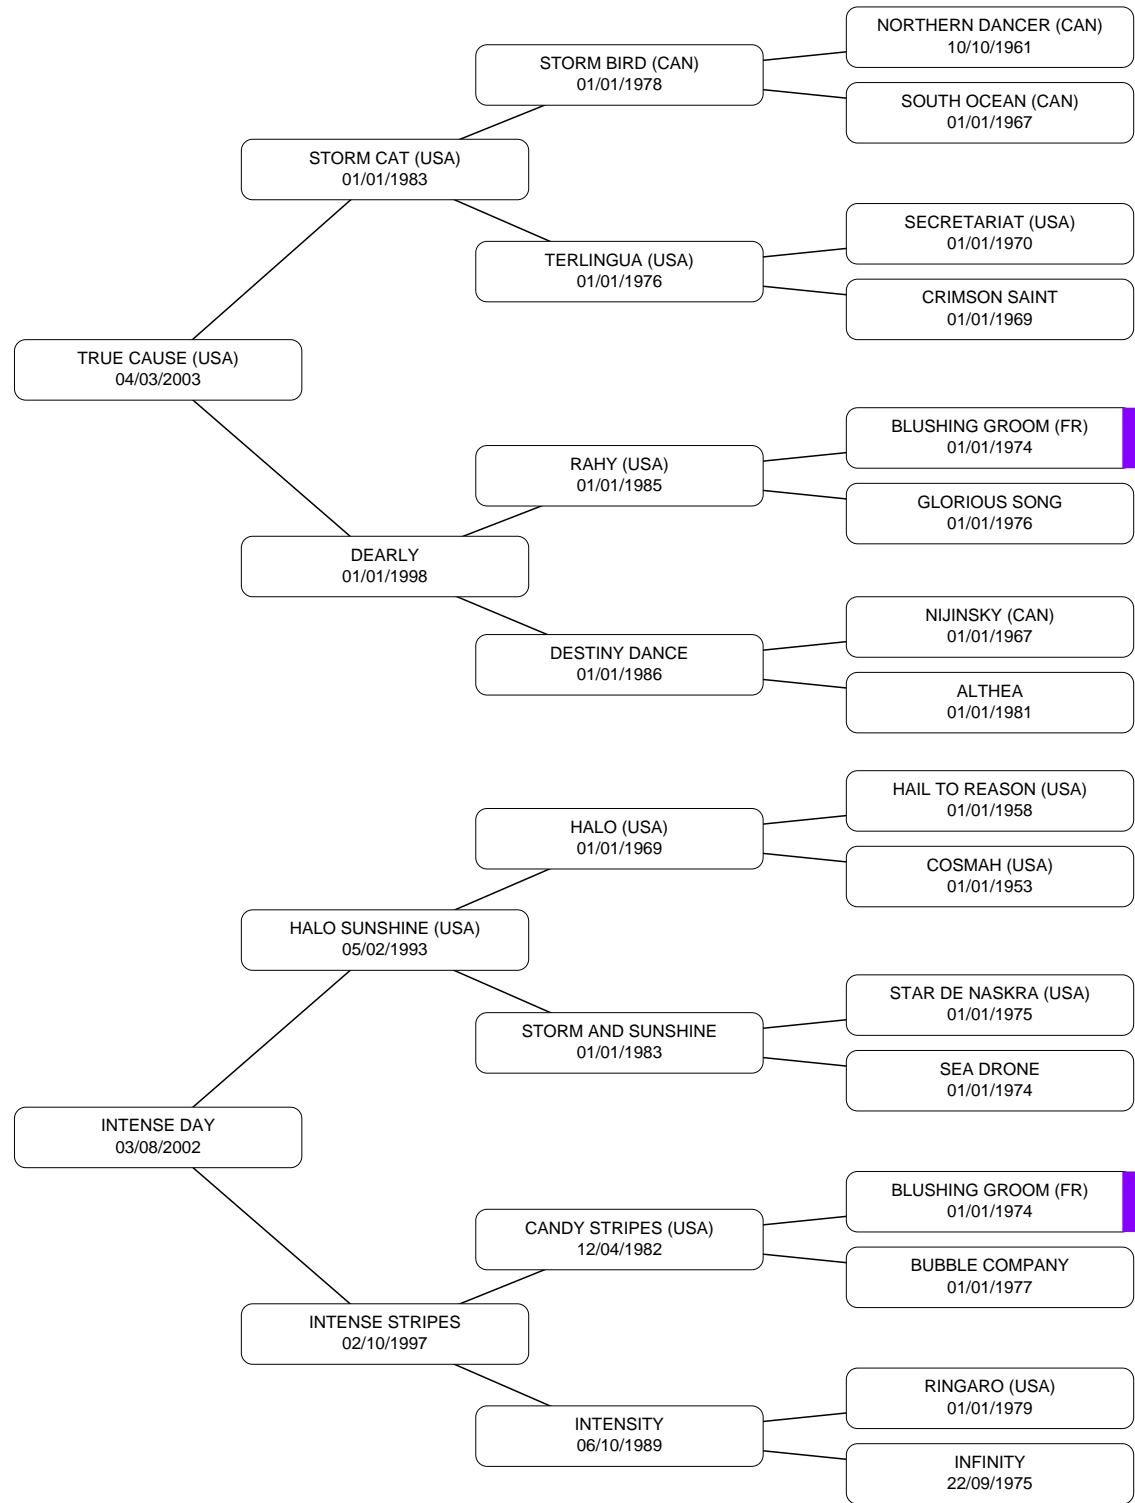 NORTHERN DANCER (CAN)
10/10/1961
STORM BIRD (CAN)
01/01/1978
SOUTH OCEAN (CAN)
01/01/1967
STORM CAT (USA)
01/01/1983
SECRETARIAT (USA)
01/01/1970
TERLINGUA (USA)
01/01/1976
CRIMSON SAINT
01/01/1969
TRUE CAUSE (USA)
04/03/2003
BLUSHING GROOM (FR)
01/01/1974
RAHY (USA)
01/01/1985
GLORIOUS SONG
01/01/1976
DEARLY
01/01/1998
NIJINSKY (CAN)
01/01/1967
DESTINY DANCE
01/01/1986
ALTHEA
01/01/1981
HAIL TO REASON (USA)
01/01/1958
HALO (USA)
01/01/1969
COSMAH (USA)
01/01/1953
HALO SUNSHINE (USA)
05/02/1993
STAR DE NASKRA (USA)
01/01/1975
STORM AND SUNSHINE
01/01/1983
SEA DRONE
01/01/1974
INTENSE DAY
03/08/2002
BLUSHING GROOM (FR)
01/01/1974
CANDY STRIPES (USA)
12/04/1982
BUBBLE COMPANY
01/01/1977
INTENSE STRIPES
02/10/1997
RINGARO (USA)
01/01/1979
INTENSITY
06/10/1989
INFINITY
22/09/1975